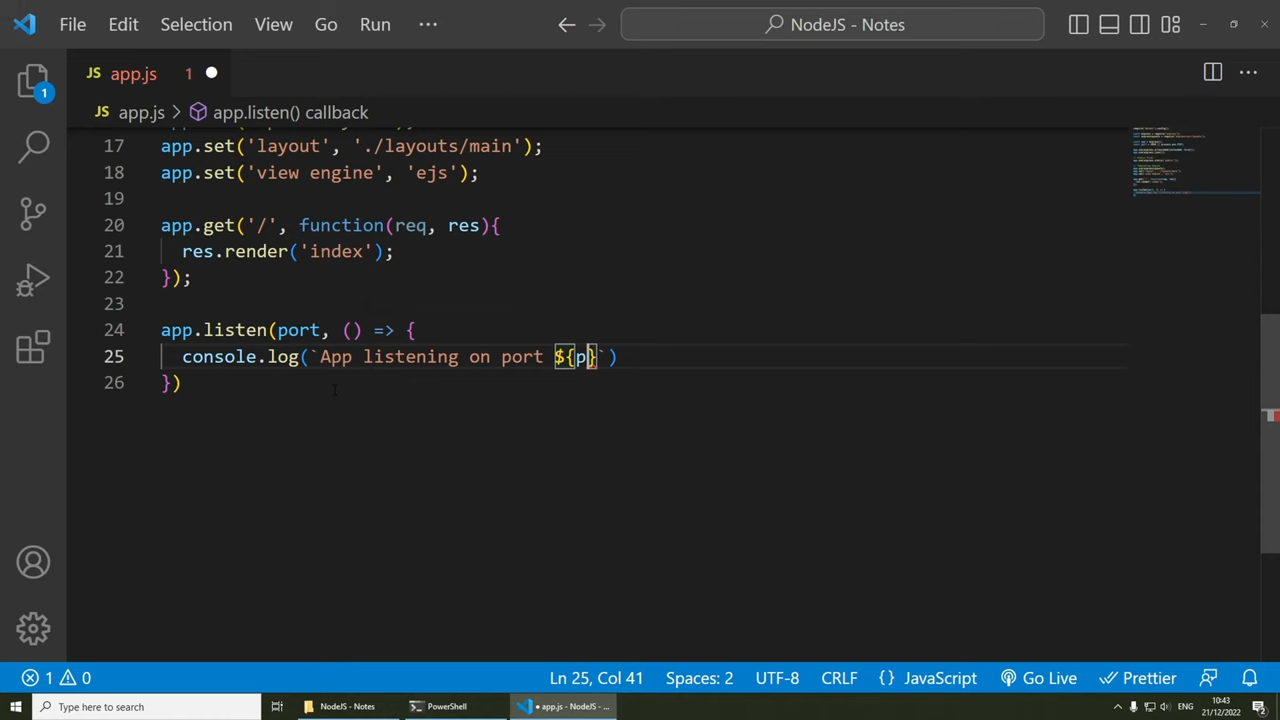 File Edit Selection View Go Run ··· NodeJS - Notes
JS app.js 1
JS app.js > app.listen() callback
17 app.set('layout', './layouts/main');
18 app.set('view engine', 'ejs');
19
20 app.get('/', function(req, res){
21 res.render('index');
22 });
23
24 app.listen(port, () => {
25 console.log(`App listening on port ${p}`)
26 })
1
1 0 Ln 25, Col 41 Spaces: 2 UTF-8 CRLF {} JavaScript Go Live Prettier
Type here to search NodeJS - Notes PowerShell ● app.js - NodeJS - ... ENG 10:43
21/12/2022 2